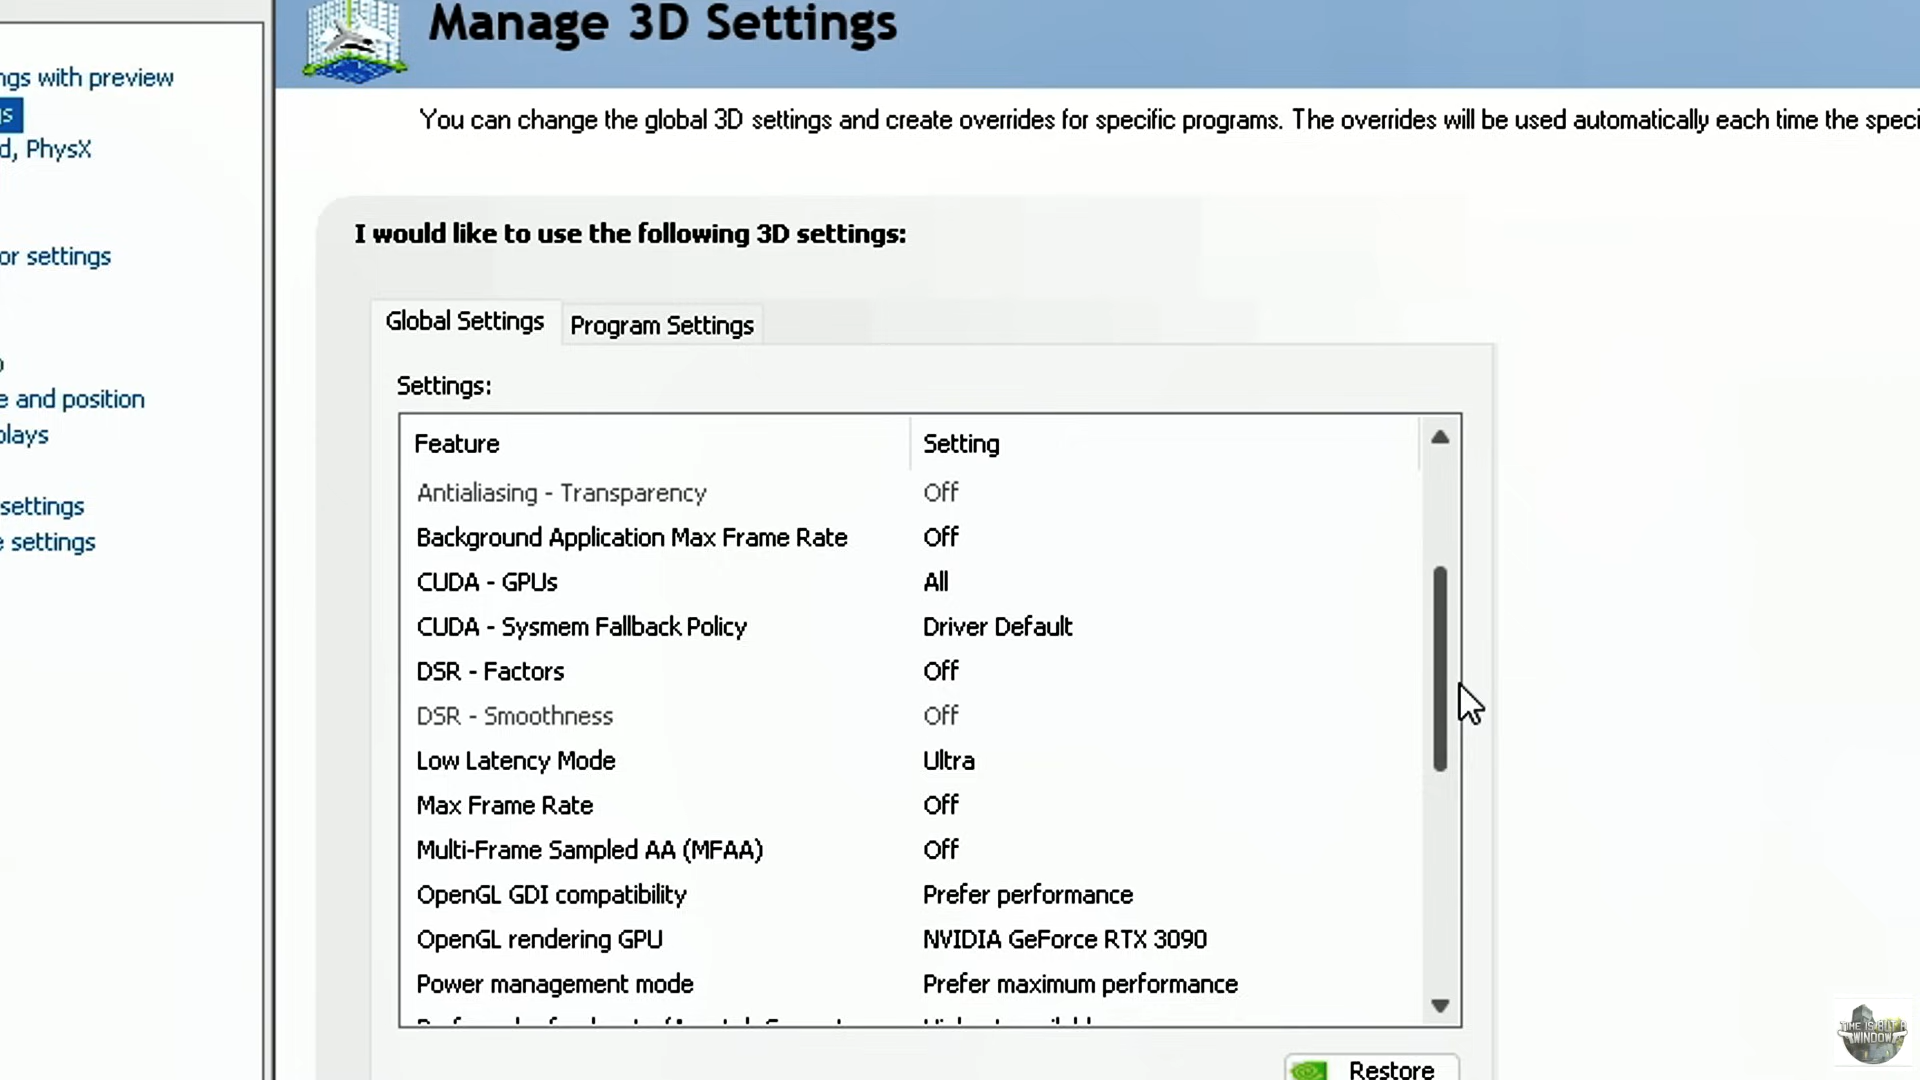 Manage 3D Settings
ngs with preview
s
You can change the global 3D settings and create overrides for specific programs. The overrides will be used automatically each time the speci
d, PhysX
I would like to use the following 3D settings:
or settings
Global Settings
Program Settings
e and position
Settings:
plays
Feature Setting
Antialiasing - Transparency Off
settings
Background Application Max Frame Rate Off
e settings
CUDA - GPUs All
CUDA - Sysmem Fallback Policy Driver Default
DSR - Factors Off
DSR - Smoothness Off
Low Latency Mode Ultra
Max Frame Rate Off
Multi-Frame Sampled AA (MFAA) Off
OpenGL GDI compatibility Prefer performance
OpenGL rendering GPU NVIDIA GeForce RTX 3090
Power management mode Prefer maximum performance
Restore
TIME IS BUT A
WINDOW